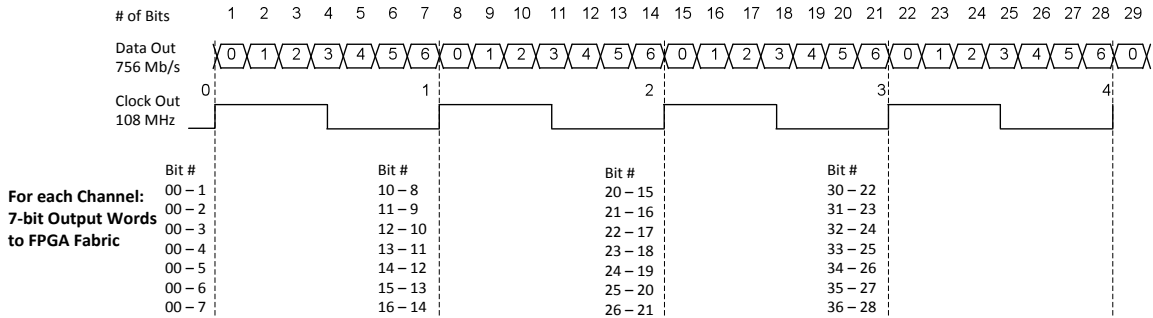 # of Bits 1 2 3 4 5 6 7 8 9 10 11 12 13 14 15 16 17 18 19 20 21 22 23 24 25 26 27 28 29
Data Out 0 1 2 3 4 5 6 0 1 2 3 4 5 6 0 1 2 3 4 5 6 0 1 2 3 4 5 6 0
756 Mb/s
0 1 2 3 4
Clock Out
108 MHz
For each Channel:
7-bit Output Words
to FPGA Fabric
Bit #
00 – 1
00 – 2
00 – 3
00 – 4
00 – 5
00 – 6
00 – 7
Bit #
10 – 8
11 – 9
12 – 10
13 – 11
14 – 12
15 – 13
16 – 14
Bit #
20 – 15
21 – 16
22 – 17
23 – 18
24 – 19
25 – 20
26 – 21
Bit #
30 – 22
31 – 23
32 – 24
33 – 25
34 – 26
35 – 27
36 – 28